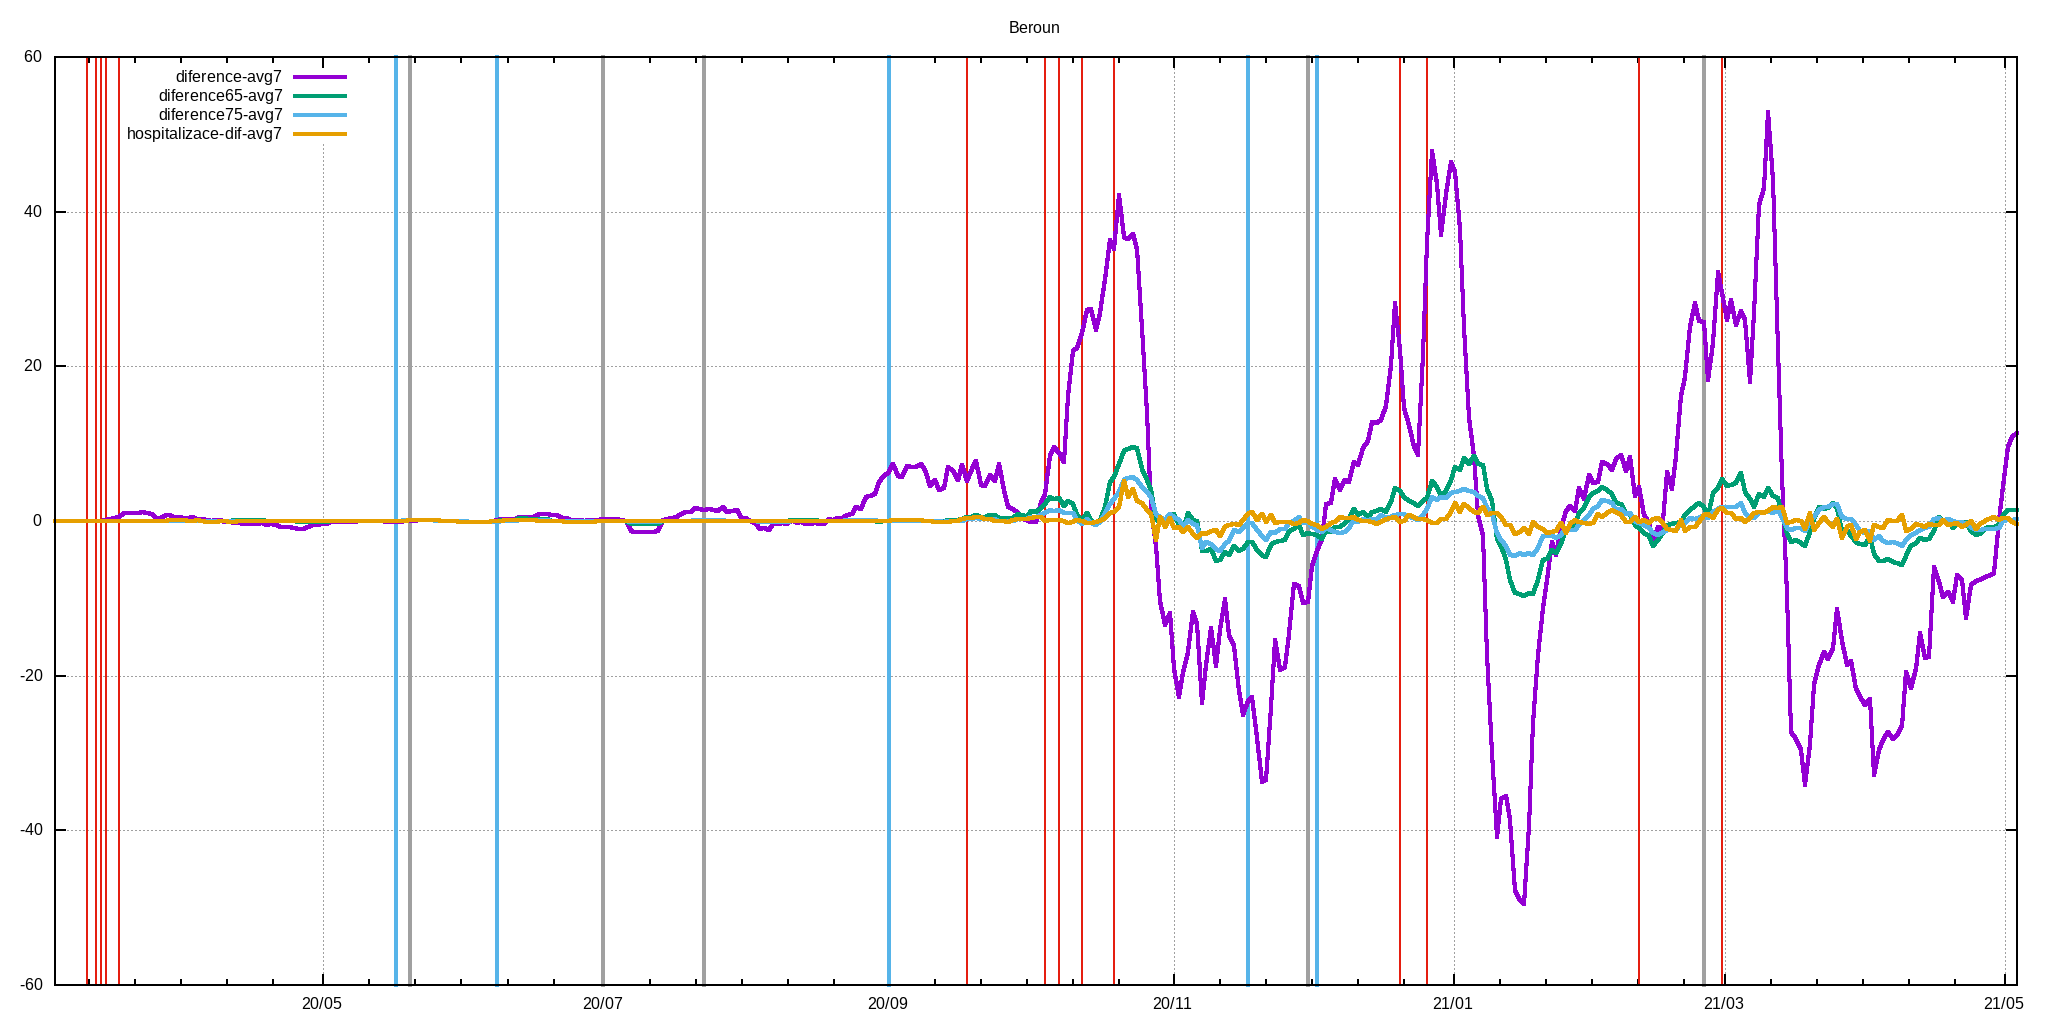 Beroun
60
diference-avg7
diference65-avg7
diference75-avg7
hospitalizace-dif-avg7
40
20
0
-20
-40
-60
20/05 20/07 20/09 20/11 21/01 21/03 21/05